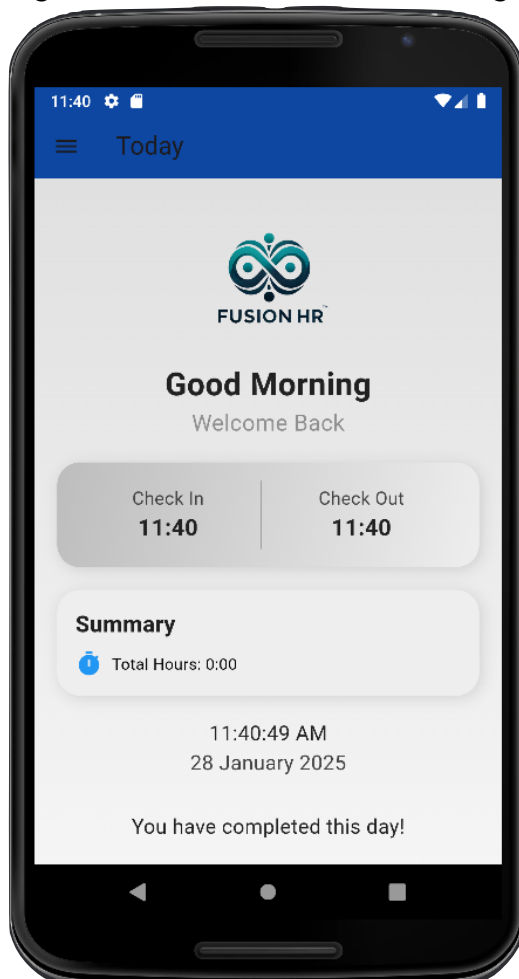 11:40
Today
FUSION HR™
Good Morning
Welcome Back
Check In
Check Out
11:40
11:40
Summary
Total Hours: 0:00
11:40:49 AM
28 January 2025
You have completed this day!